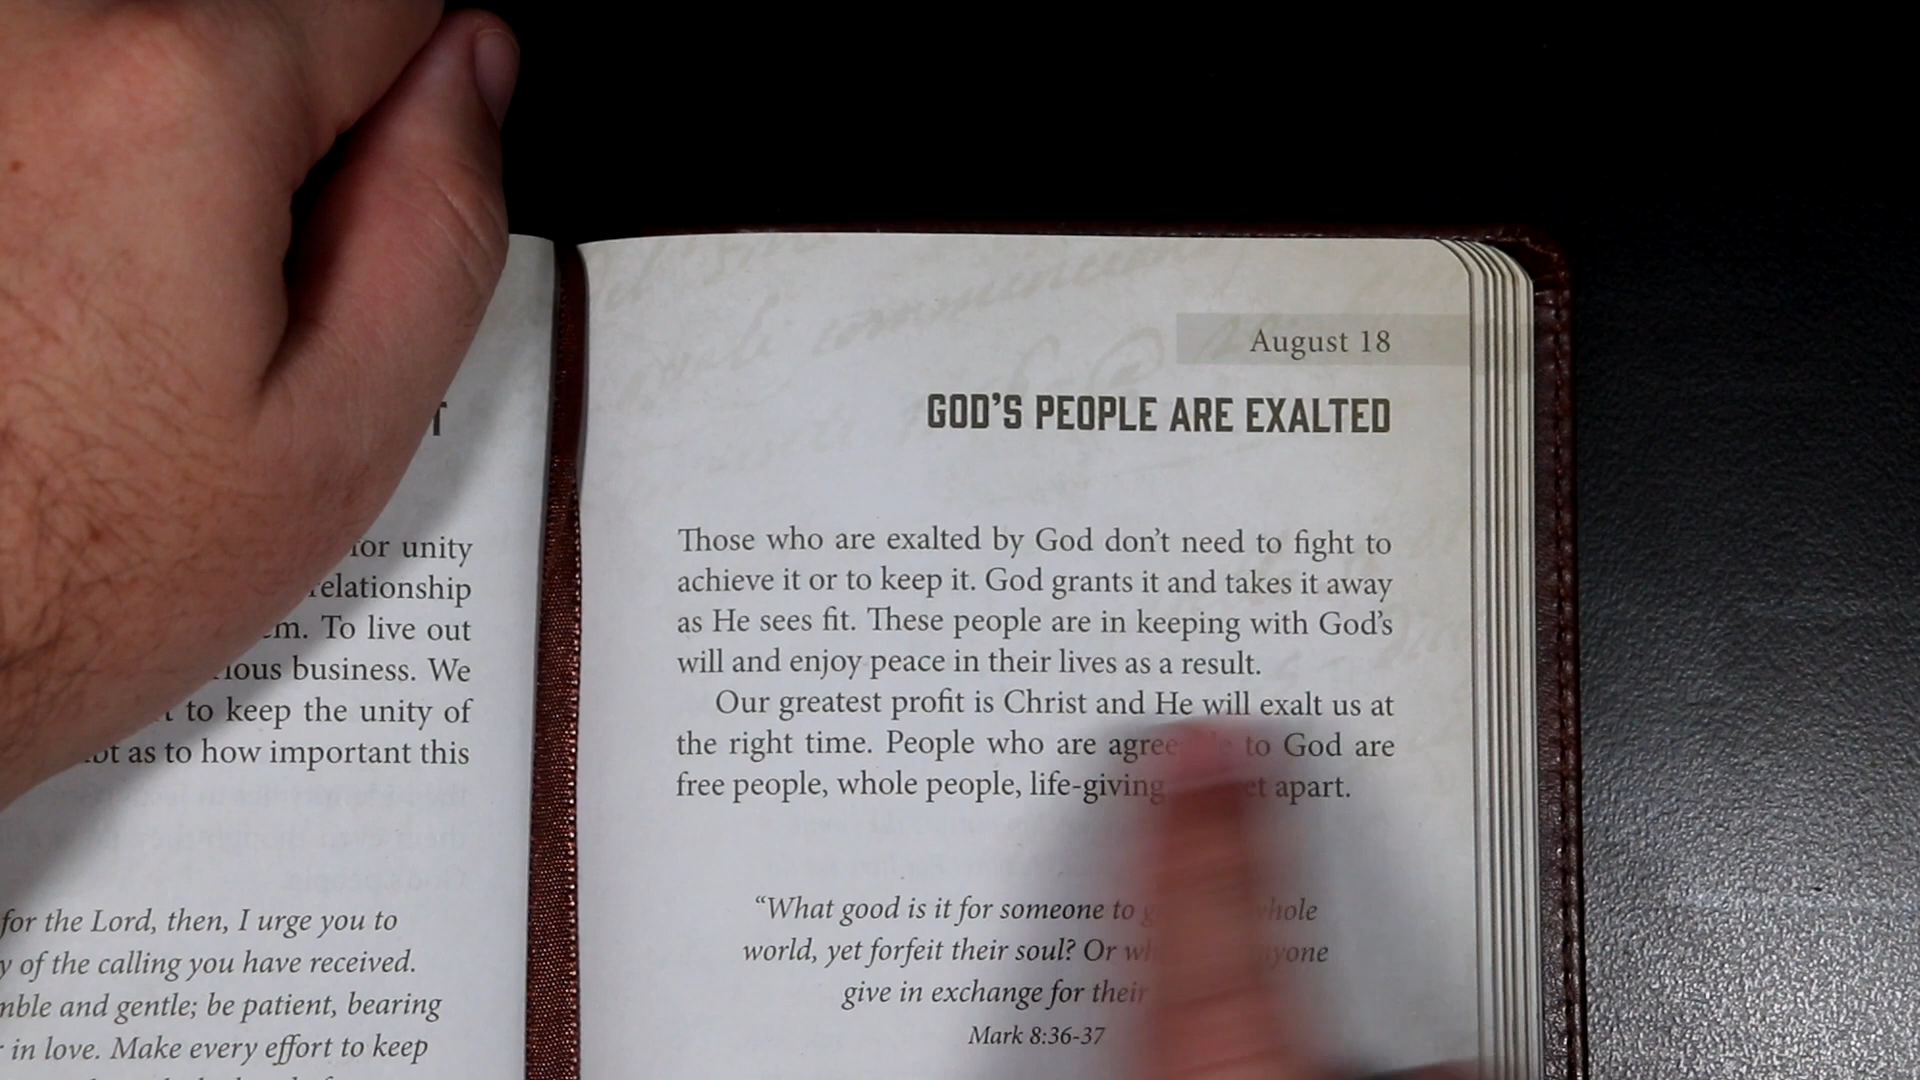 for unity
relationship
To live out
business. We
to keep the unity of
as to how important this
for the Lord, then, I urge you to
of the calling you have received.
and gentle; be patient, bearing
in love. Make every effort to keep
August 18
GOD'S PEOPLE ARE EXALTED
Those who are exalted by God don't need to fight to
achieve it or to keep it. God grants it and takes it away
as He sees fit. These people are in keeping with God's
will and enjoy peace in their lives as a result.
Our greatest profit is Christ and He will exalt us at
the right time. People who are to God are
free people, whole people, life-giving apart.
“What good is it for someone to
world, yet forfeit their soul? Or
give in exchange for their
Mark 8:36-37